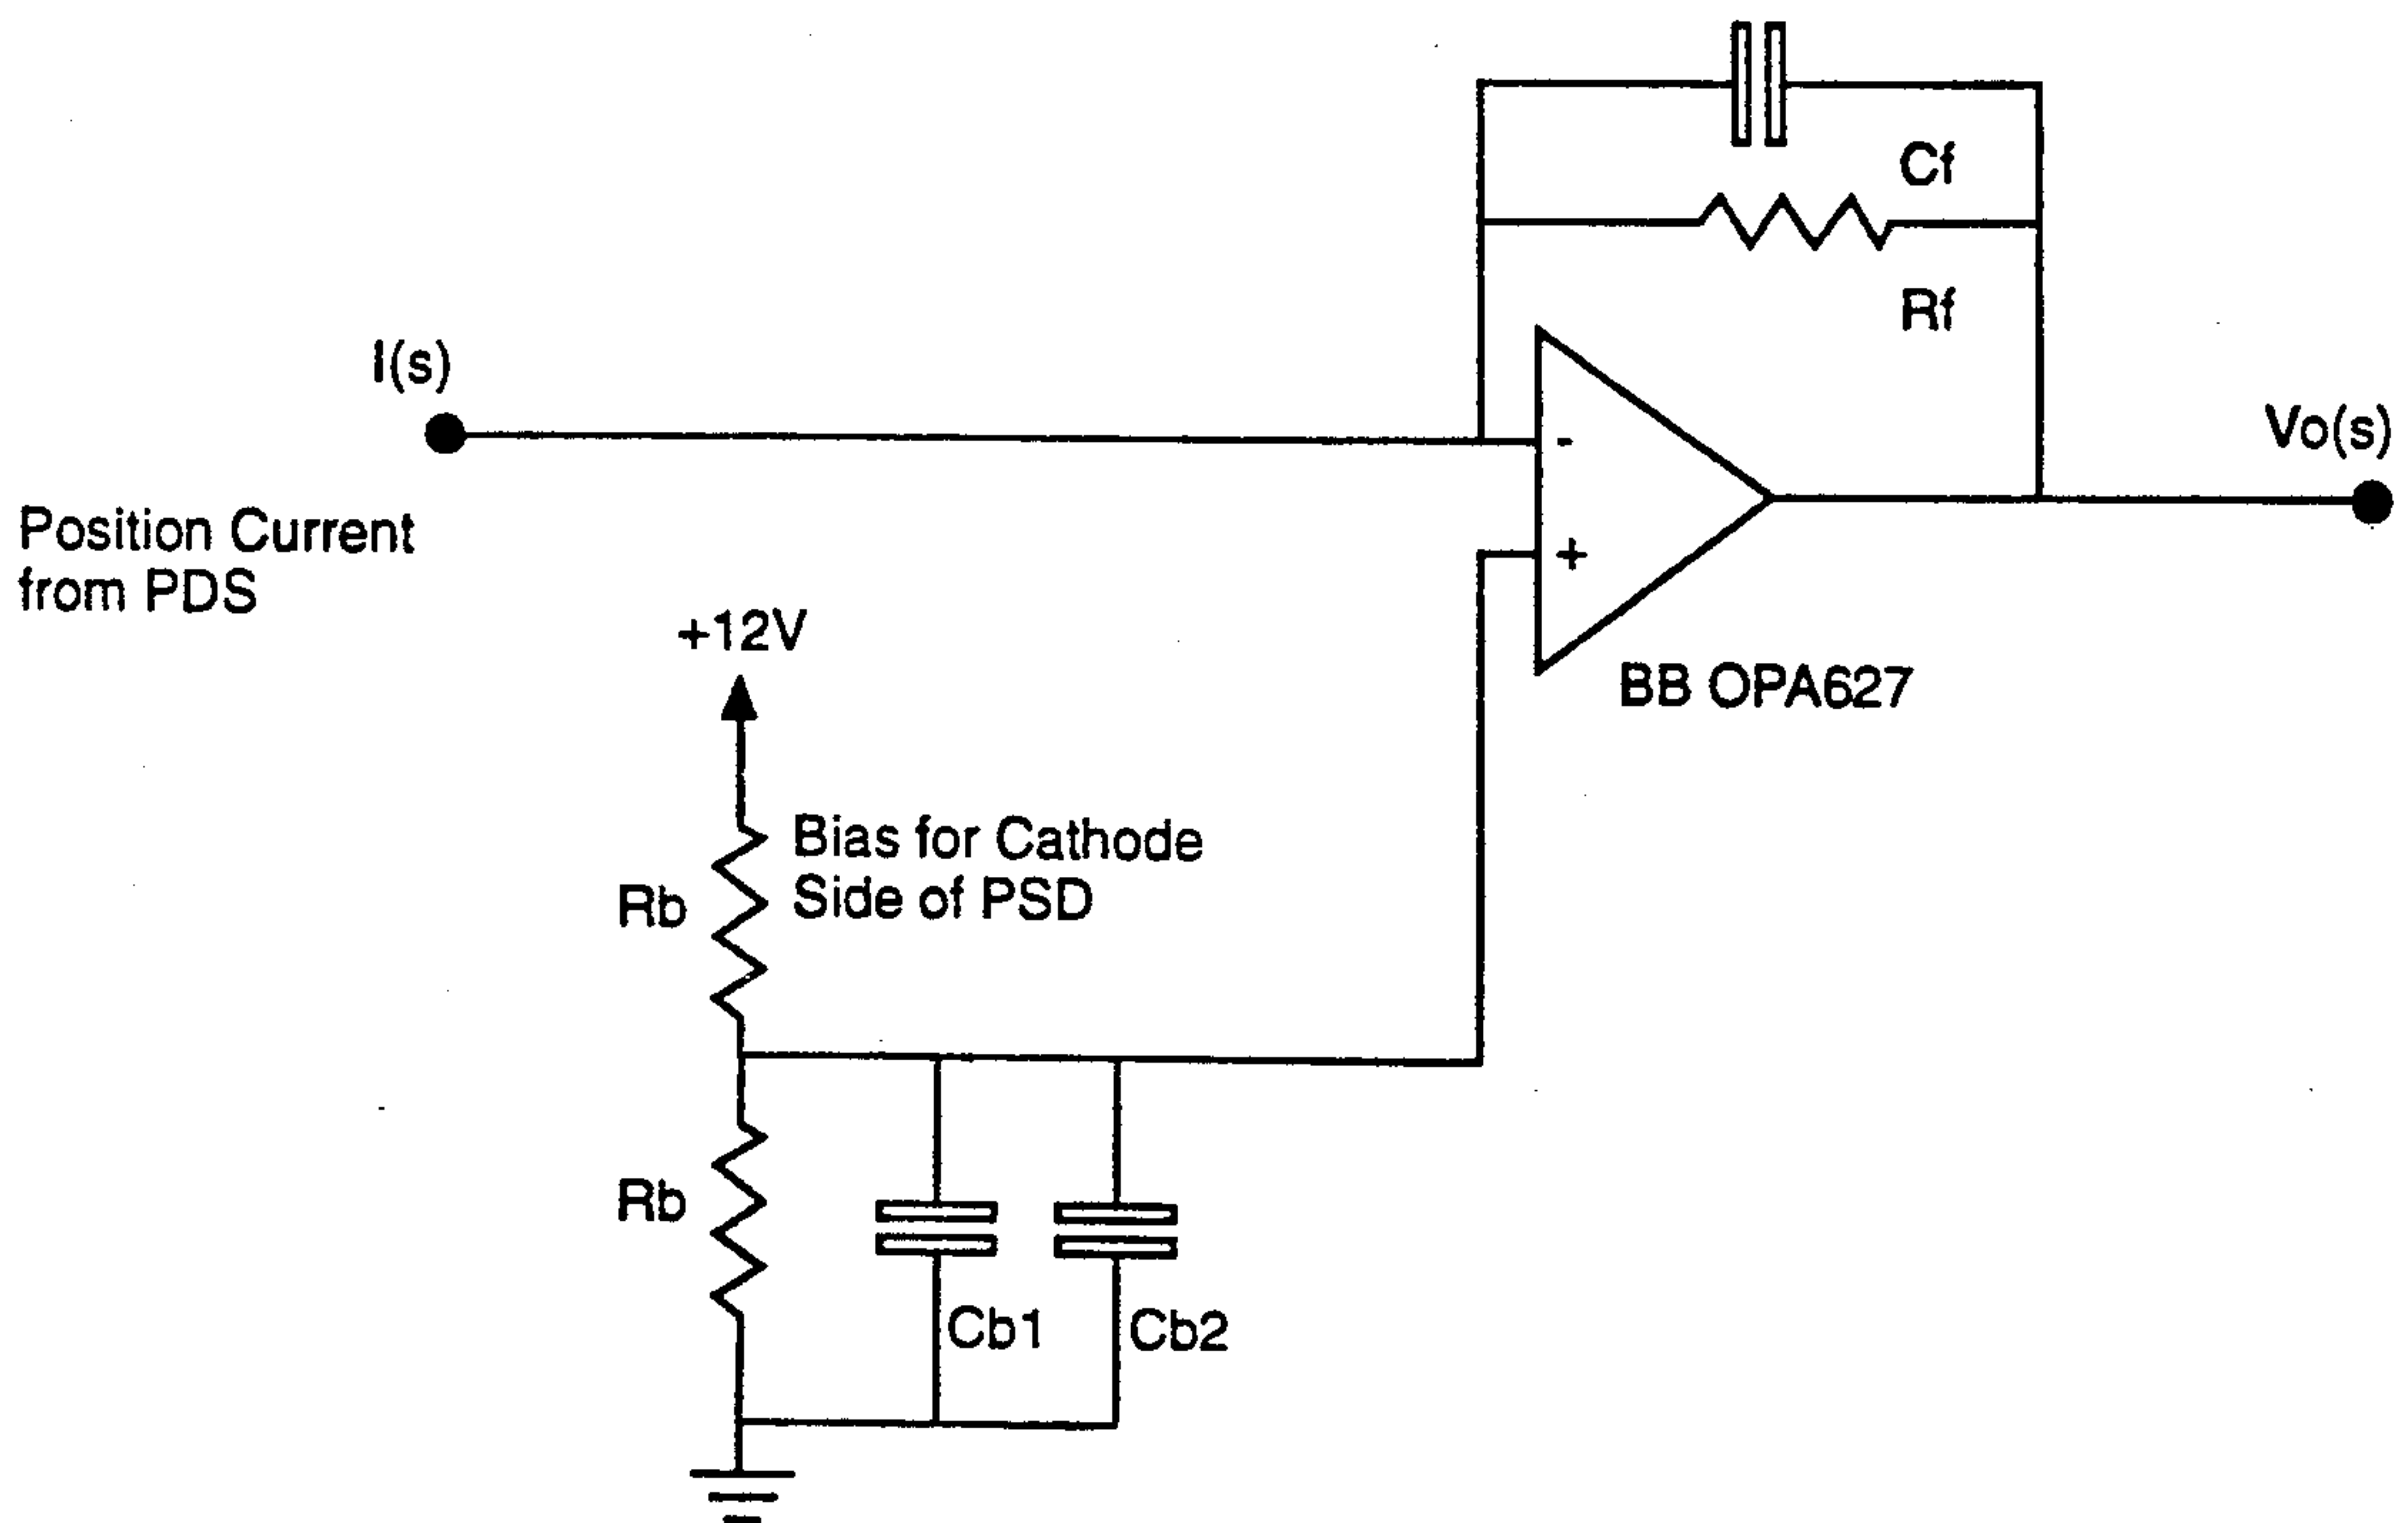 Cf
Rf
I(s)
-
Vo(s)
Position Current
from PDS
+
+12V
BB OPA627
Bias for Cathode
Side of PSD
Rb
Rb
Cb1
Cb2